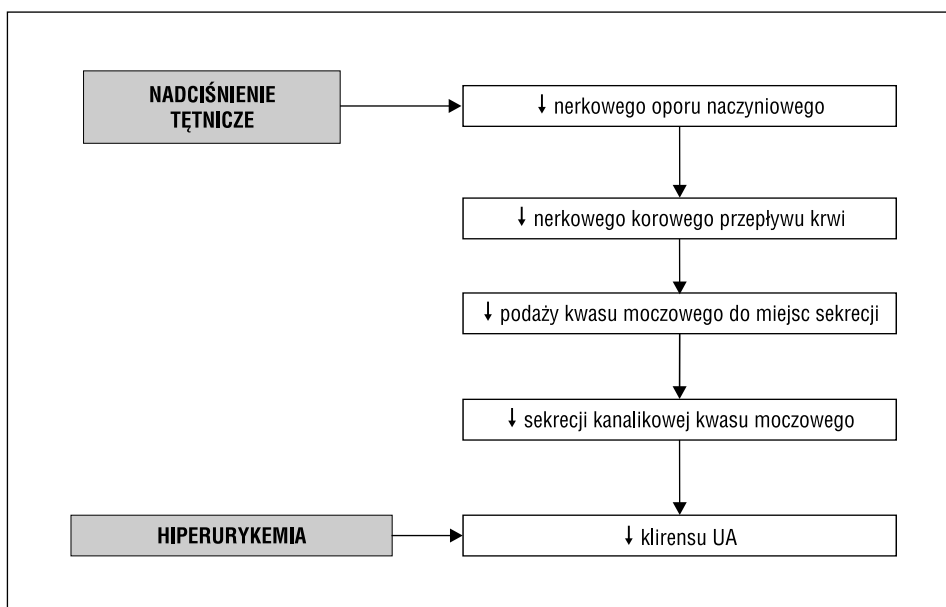 NADCIŚNIENIE
TĘTNICZE
↓ nerkowego oporu naczyniowego
↓ nerkowego korowego przepływu krwi
↓ podaży kwasu moczowego do miejsc sekrecji
↓ sekrecji kanalikowej kwasu moczowego
HIPERURYKEMIA
↓ klirensu UA